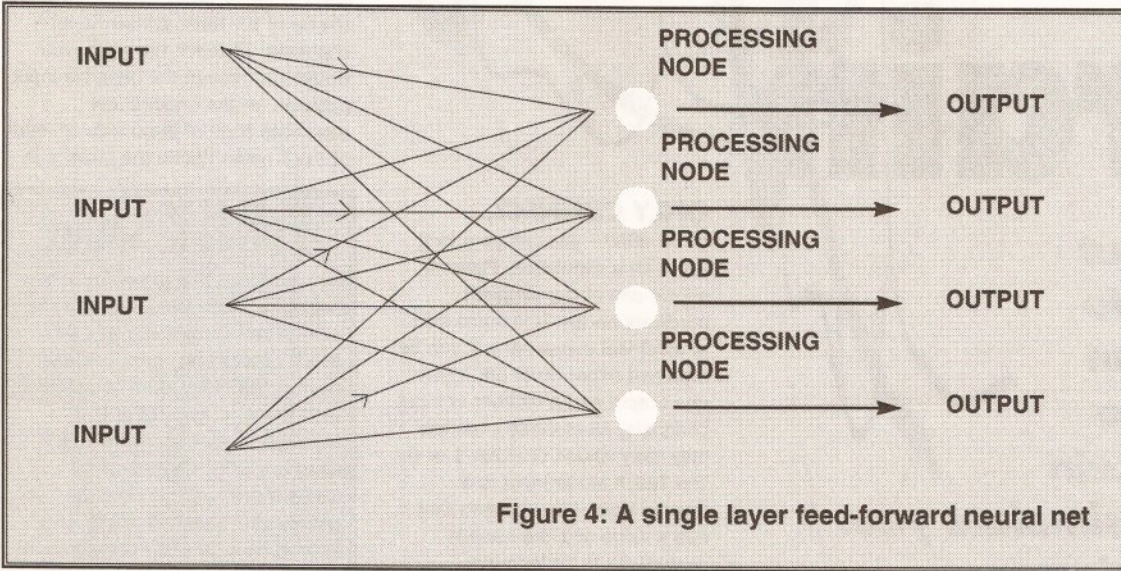 INPUT
PROCESSING
NODE
OUTPUT
INPUT
PROCESSING
NODE
OUTPUT
INPUT
PROCESSING
NODE
OUTPUT
INPUT
PROCESSING
NODE
OUTPUT
Figure 4: A single layer feed-forward neural net